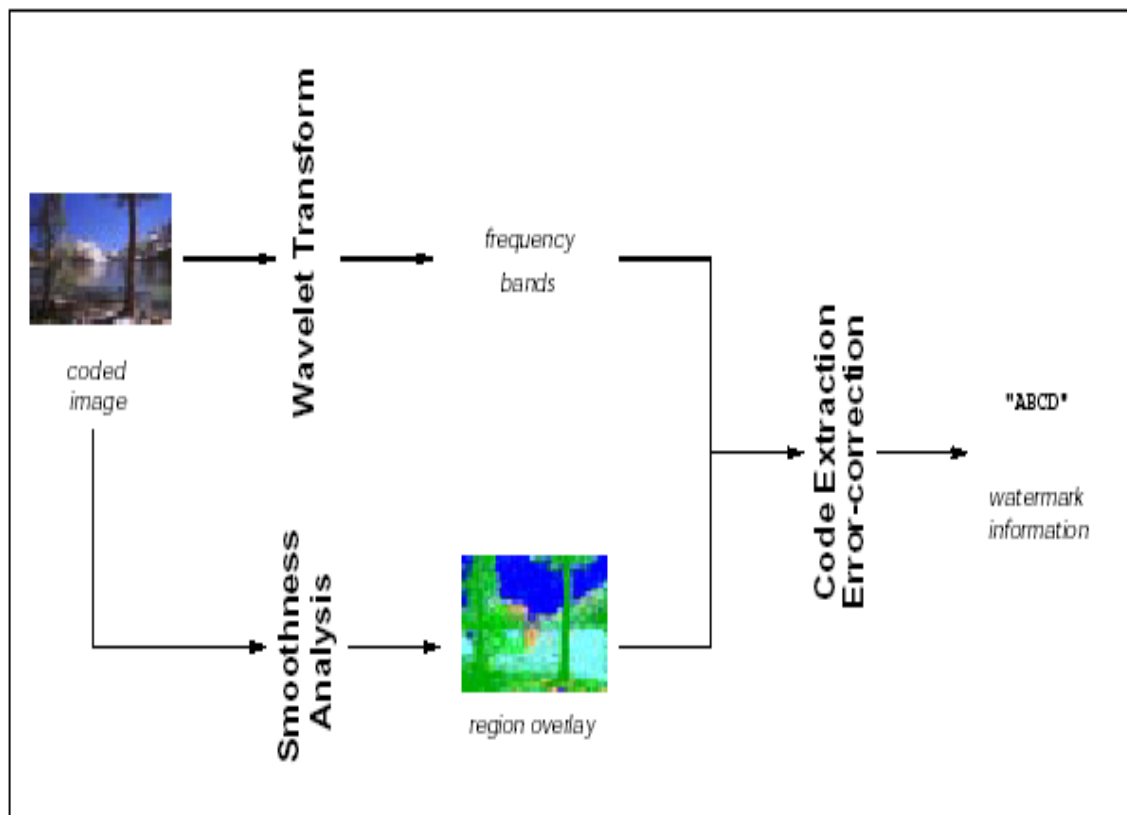 coded
image
Wavelet Transform
frequency
bands
Smoothness
Analysis
region overlay
Code Extraction
Error-correction
"ABCD"
watermark
information